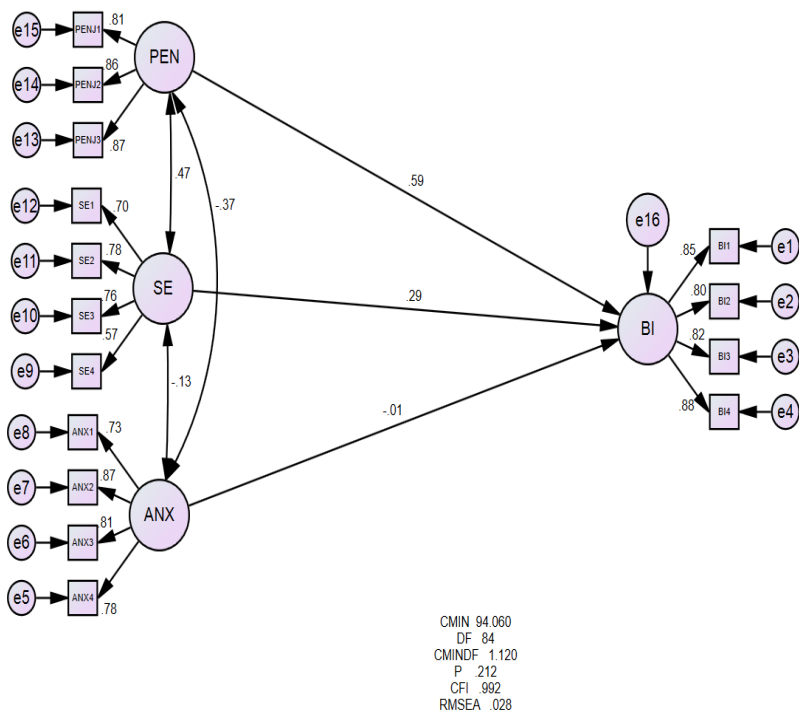 e15
PENJ1
.81
PEN
e14
PENJ2
.86
e13
PENJ3
.87
.47
-.37
.59
e12
SE1
.70
e11
SE2
.78
SE
e10
SE3
.76
e9
SE4
.57
.29
e16
BI
.85
BI1
e1
.80
BI2
e2
.82
BI3
e3
.88
BI4
e4
-.13
-.01
e8
ANX1
.73
e7
ANX2
.87
ANX
e6
ANX3
.81
e5
ANX4
.78
CMIN 94.060
DF 84
CMINDF 1.120
P .212
CFI .992
RMSEA .028